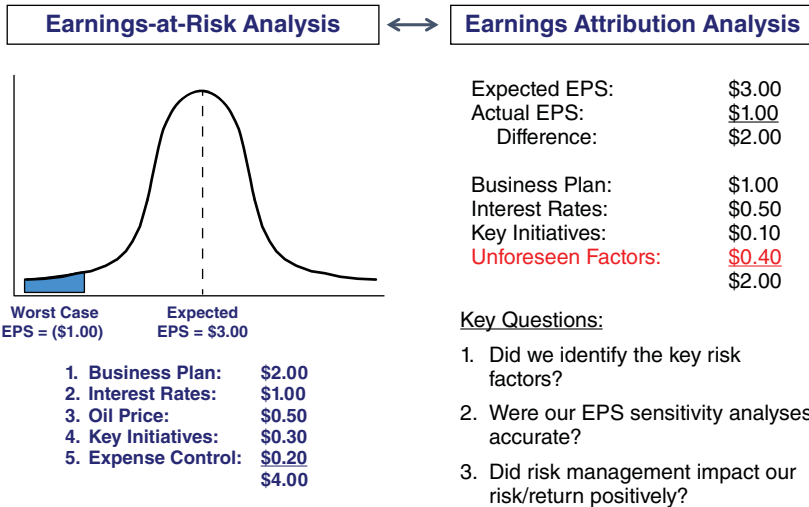 Earnings-at-Risk Analysis
Worst Case
EPS = ($1.00)
Expected
EPS = $3.00
1. Business Plan: $2.00
2. Interest Rates: $1.00
3. Oil Price: $0.50
4. Key Initiatives: $0.30
5. Expense Control: $0.20
$4.00
Earnings Attribution Analysis
Expected EPS: $3.00
Actual EPS: $1.00
Difference: $2.00
Business Plan: $1.00
Interest Rates: $0.50
Key Initiatives: $0.10
Unforeseen Factors: $0.40
$2.00
Key Questions:
1. Did we identify the key risk
factors?
2. Were our EPS sensitivity analyses
accurate?
3. Did risk management impact our
risk/return positively?